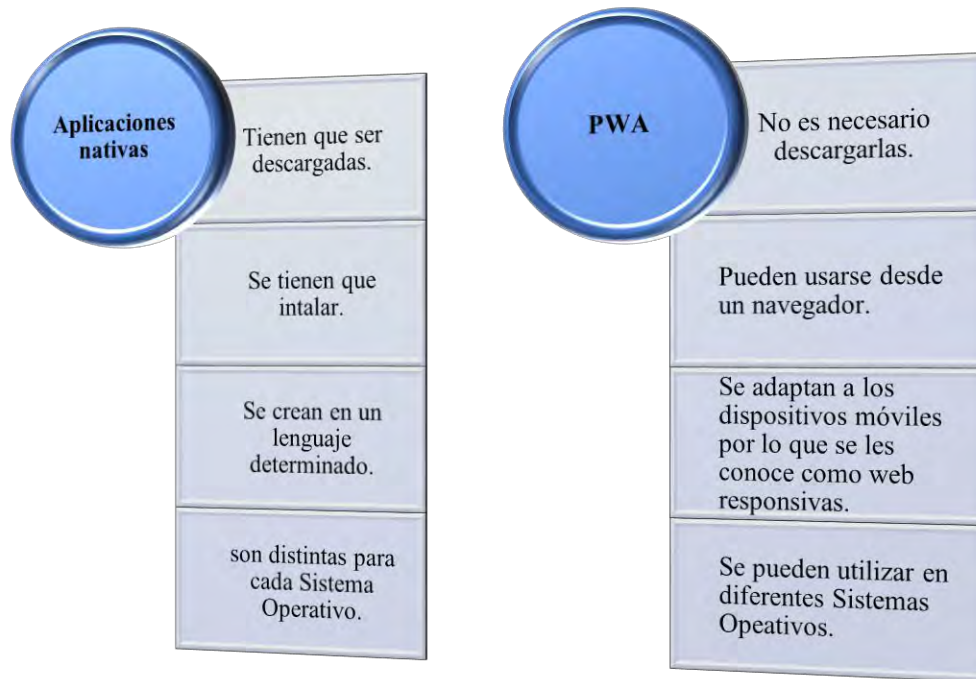 Aplicaciones
nativas
Tienen que ser
descargadas.
Se tienen que
intalar.
Se crean en un
lenguaje
determinado.
son distintas para
cada Sistema
Operativo.
PWA
No es necesario
descargarlas.
Pueden usarse desde
un navegador.
Se adaptan a los
dispositivos móviles
por lo que se les
conoce como web
responsivas.
Se pueden utilizar en
diferentes Sistemas
Opeativos.